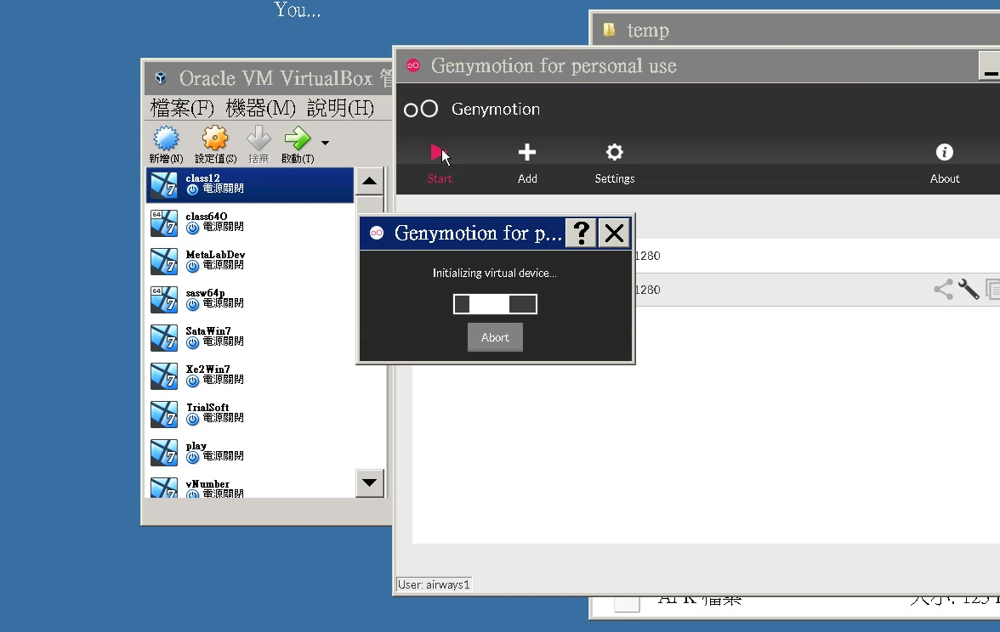 You...
temp
Genymotion for personal use
Oracle VM VirtualBox 管
Genymotion
檔案(F) 機器(M) 說明(H)
新增(N) 設定值(S) 捨棄 啟動(T)
Start Add Settings About
class12
電源關閉
class64O
電源關閉
MetaLabDev
電源關閉
sasw64p
電源關閉
SataWin7
電源關閉
Xe2Win7
電源關閉
TrialSoft
電源關閉
play
電源關閉
vNumber
電源關閉
Genymotion for p...
Initializing virtual device...
Abort
1280
1280
User: airways1
APK 檔案
大小: 123